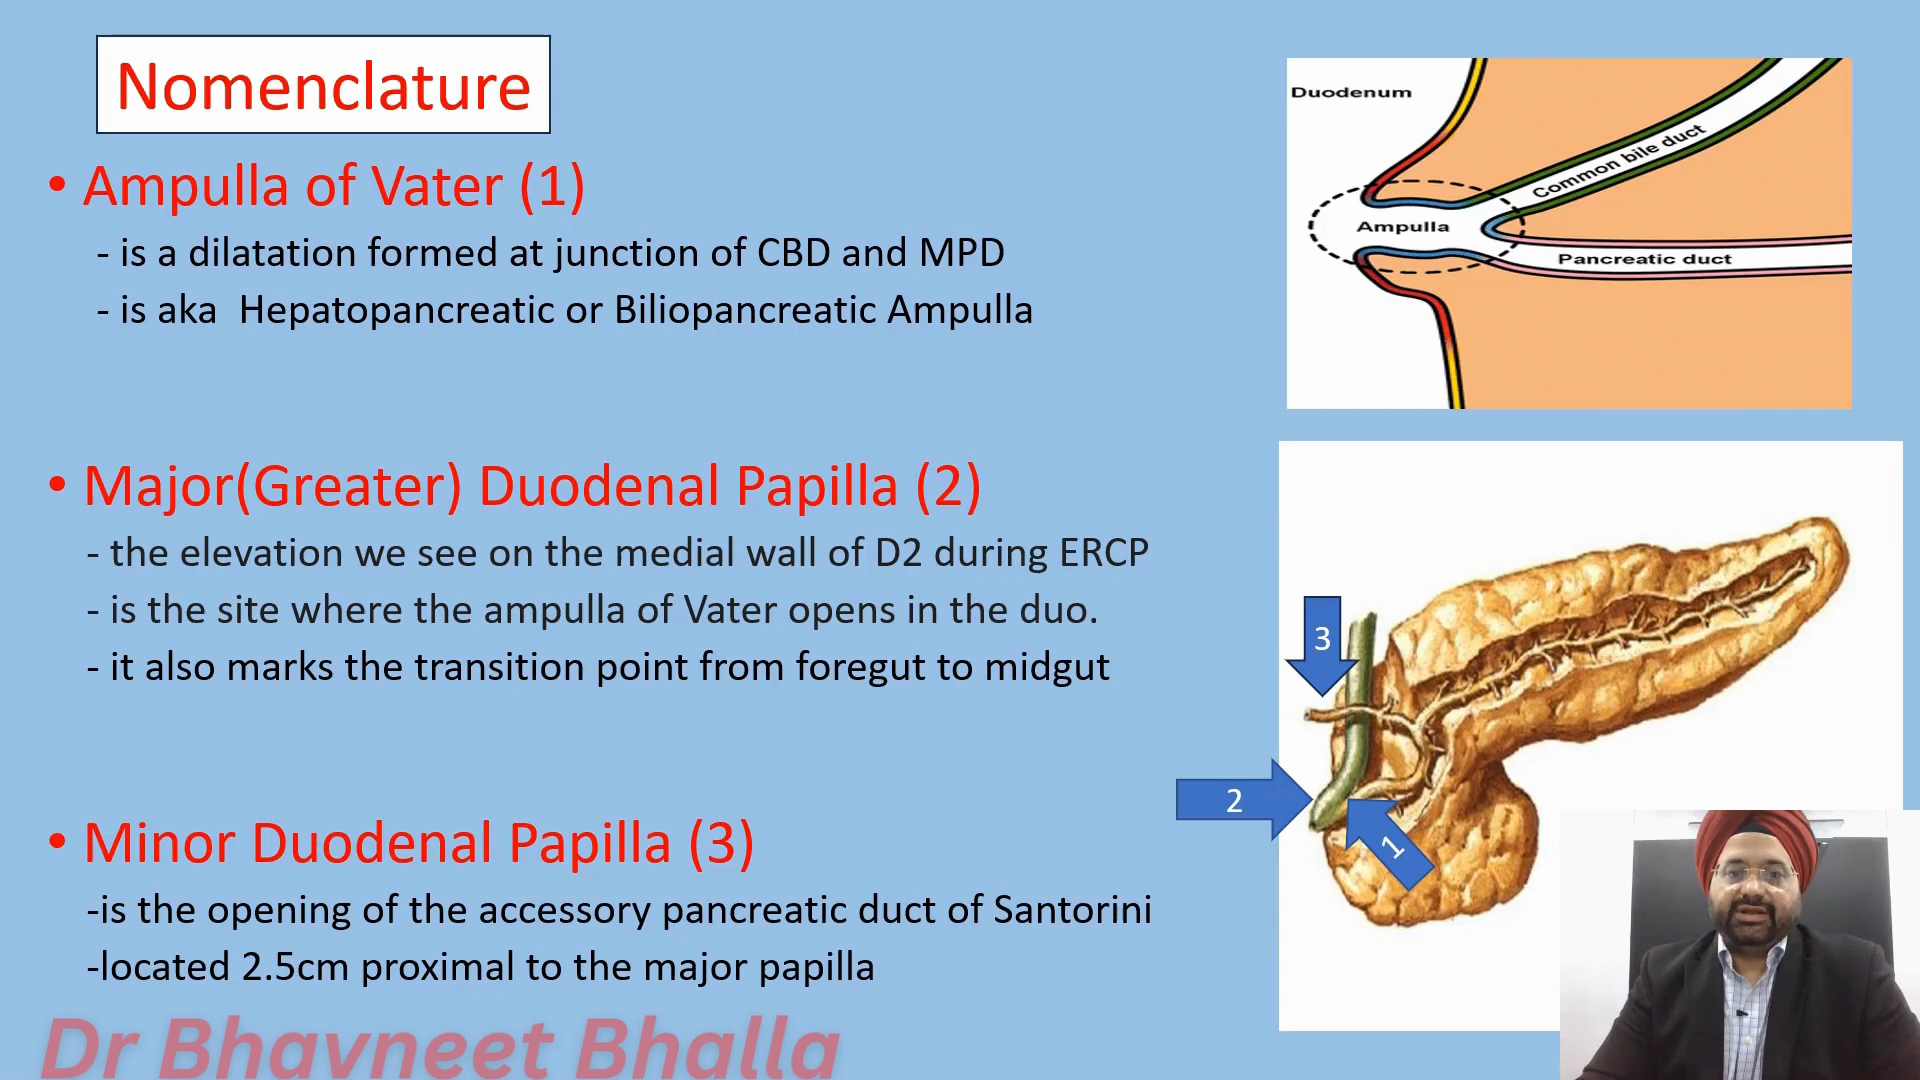 Nomenclature
• Ampulla of Vater (1)
- is a dilatation formed at junction of CBD and MPD
- is aka  Hepatopancreatic or Biliopancreatic Ampulla
• Major(Greater) Duodenal Papilla (2)
- the elevation we see on the medial wall of D2 during ERCP
- is the site where the ampulla of Vater opens in the duo.
- it also marks the transition point from foregut to midgut
• Minor Duodenal Papilla (3)
-is the opening of the accessory pancreatic duct of Santorini
-located 2.5cm proximal to the major papilla
Dr Bhavneet Bhalla
Duodenum
Common bile duct
Ampulla
Pancreatic duct
3
2
1